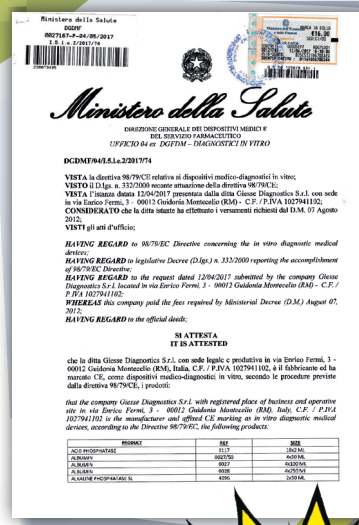 Ministero della Salute
DGDMF
0027167-P-04/05/2017
I.5.i.e.2/2017/74
€16,00
Ministero della Salute
DIREZIONE GENERALE DEI DISPOSITIVI MEDICI E
DEL SERVIZIO FARMACEUTICO
UFFICIO 04 ex DGFDM – DIAGNOSTICI IN VITRO
DGDMF/04/I.5.i.e.2/2017/74
VISTA la direttiva 98/79/CE relativa ai dispositivi medico-diagnostici in vitro;
VISTO il D.lgs. n. 332/2000 recante attuazione della direttiva 98/79/CE;
VISTA l'istanza datata 12/04/2017 presentata dalla ditta Giesse Diagnostics S.r.l. con sede
in via Enrico Fermi, 3 - 00012 Guidonia Montecelio (RM) - C.F. / P.IVA 1027941102;
CONSIDERATO che la ditta istante ha effettuato i versamenti richiesti dal D.M. 07 Agosto
2012;
VISTI gli atti d'ufficio;
HAVING REGARD to 98/79/EC Directive concerning the in vitro diagnostic medical
devices;
HAVING REGARD to legislative Decree (D.lgs.) n. 332/2000 reporting the accomplishment
of 98/79/EC Directive;
HAVING REGARD to the request dated 12/04/2017 submitted by the company Giesse
Diagnostics S.r.l. located in via Enrico Fermi, 3 - 00012 Guidonia Montecelio (RM) - C.F. /
P.IVA 1027941102;
WHEREAS this company paid the fees required by Ministerial Decree (D.M.) August 07,
2012;
HAVING REGARD to the official deeds;
SI ATTESTA
IT IS ATTESTED
che la ditta Giesse Diagnostics S.r.l. con sede legale e produttiva in via Enrico Fermi, 3 -
00012 Guidonia Montecelio (RM), Italia, C.F. / P.IVA 1027941102, è il fabbricante ed ha
marcato CE, come dispositivi medico-diagnostici in vitro, secondo le procedure previste
dalla direttiva 98/79/CE, i prodotti:
that the company Giesse Diagnostics S.r.l. with registered place of business and operative
site in via Enrico Fermi, 3 - 00012 Guidonia Montecelio (RM), Italy, C.F. / P.IVA
1027941102 is the manufacturer and affixed CE marking as in vitro diagnostic medical
devices, according to the Directive 98/79/EC, the following products:
PRODUCT REF SIZE
ACID PHOSPHATASE 3117 18x2 ML
ALBUMIN 0027/50 4x50 ML
ALBUMIN 0027 4x100 ML
ALBUMIN 0028 4x250 ML
ALKALINE PHOSPHATASE SL 4096 2x50 ML